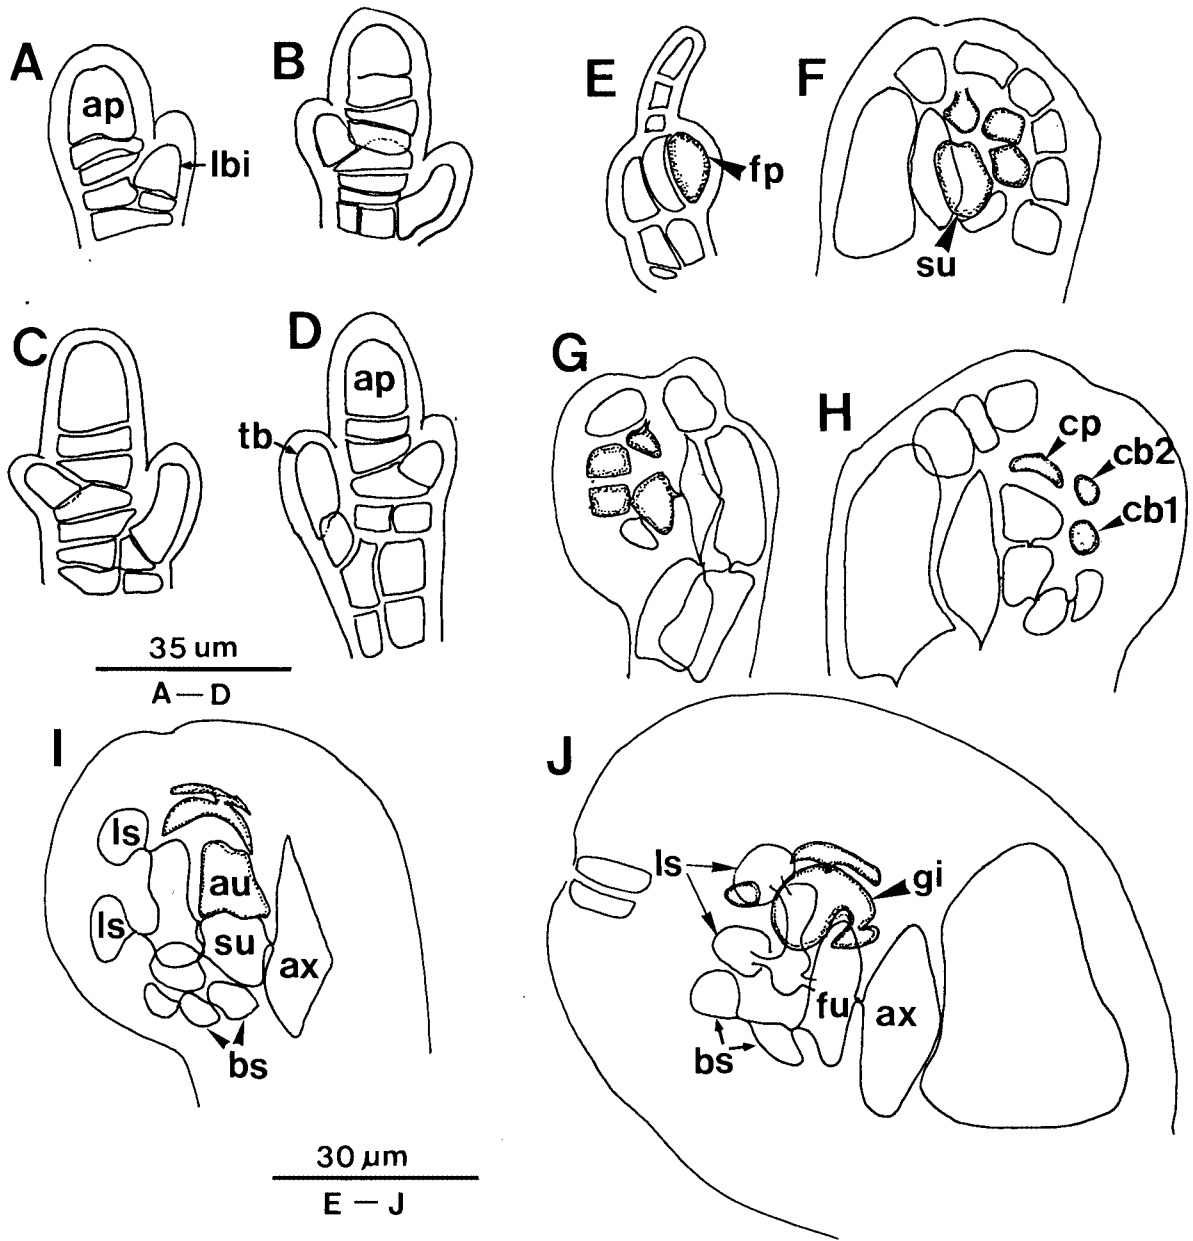 A
ap
lbi
B
C
D
ap
tb
35 um
A — D
E
fp
F
su
G
H
cp
cb2
cb1
I
ls
ls
au
su
ax
bs
J
ls
gi
fu
ax
bs
30 µm
E — J